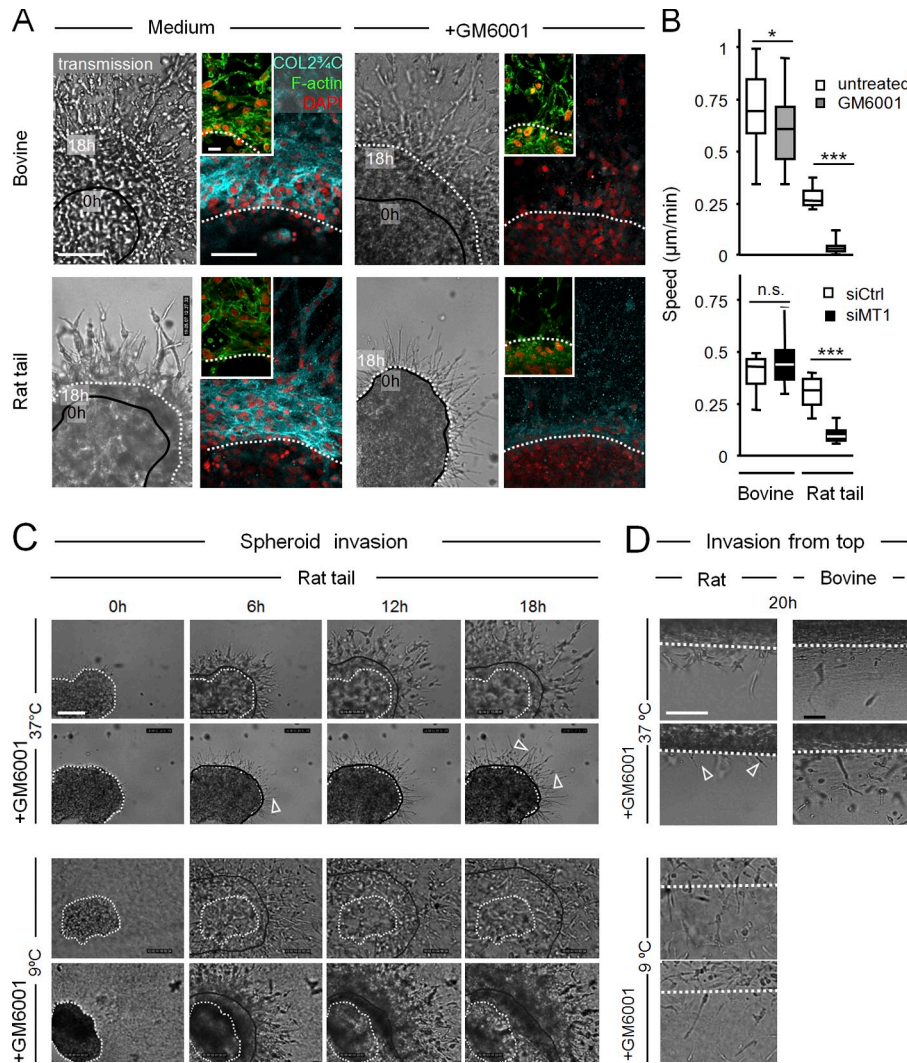 A
Medium
+GM6001
Bovine
transmission
18h
0h
COL2¾C
F-actin
DAPI
18h
0h
Rat tail
18h
0h
18h
0h
B
Speed (µm/min)
1
0.75
0.5
0.25
0
*
***
untreated
GM6001
0.75
0.5
0.25
0
n.s.
***
siCtrl
siMT1
Bovine
Rat tail
C
Spheroid invasion
Rat tail
0h
6h
12h
18h
37°C
+GM6001
9°C
+GM6001
D
Invasion from top
Rat
Bovine
20h
37 °C
+GM6001
9 °C
+GM6001